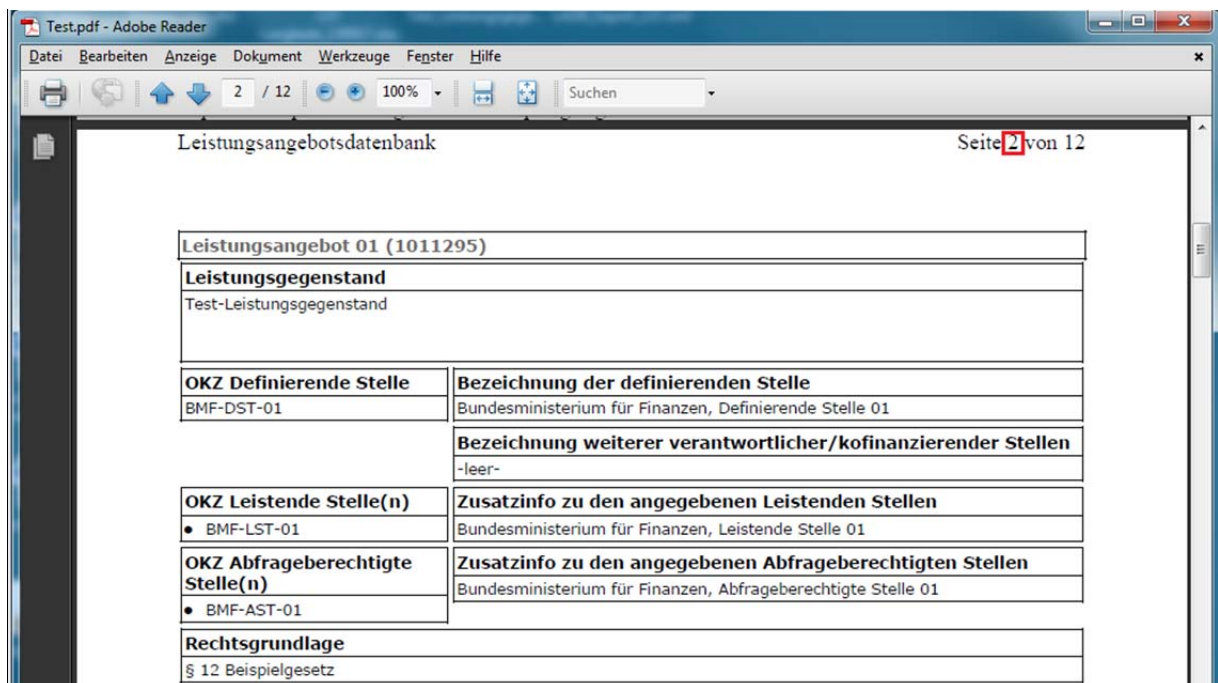 Test.pdf - Adobe Reader
Datei Bearbeiten Anzeige Dokument Werkzeuge Fenster Hilfe
2 / 12 100% Suchen
Leistungsangebotsdatenbank Seite 2 von 12
Leistungsangebot 01 (1011295)
Leistungsgegenstand
Test-Leistungsgegenstand
OKZ Definierende Stelle Bezeichnung der definierenden Stelle
BMF-DST-01 Bundesministerium für Finanzen, Definierende Stelle 01
Bezeichnung weiterer verantwortlicher/kofinanzierender Stellen
-leer-
OKZ Leistende Stelle(n) Zusatzinfo zu den angegebenen Leistenden Stellen
• BMF-LST-01 Bundesministerium für Finanzen, Leistende Stelle 01
OKZ Abfrageberechtigte Zusatzinfo zu den angegebenen Abfrageberechtigten Stellen
Stelle(n) Bundesministerium für Finanzen, Abfrageberechtigte Stelle 01
• BMF-AST-01
Rechtsgrundlage
§ 12 Beispielgesetz